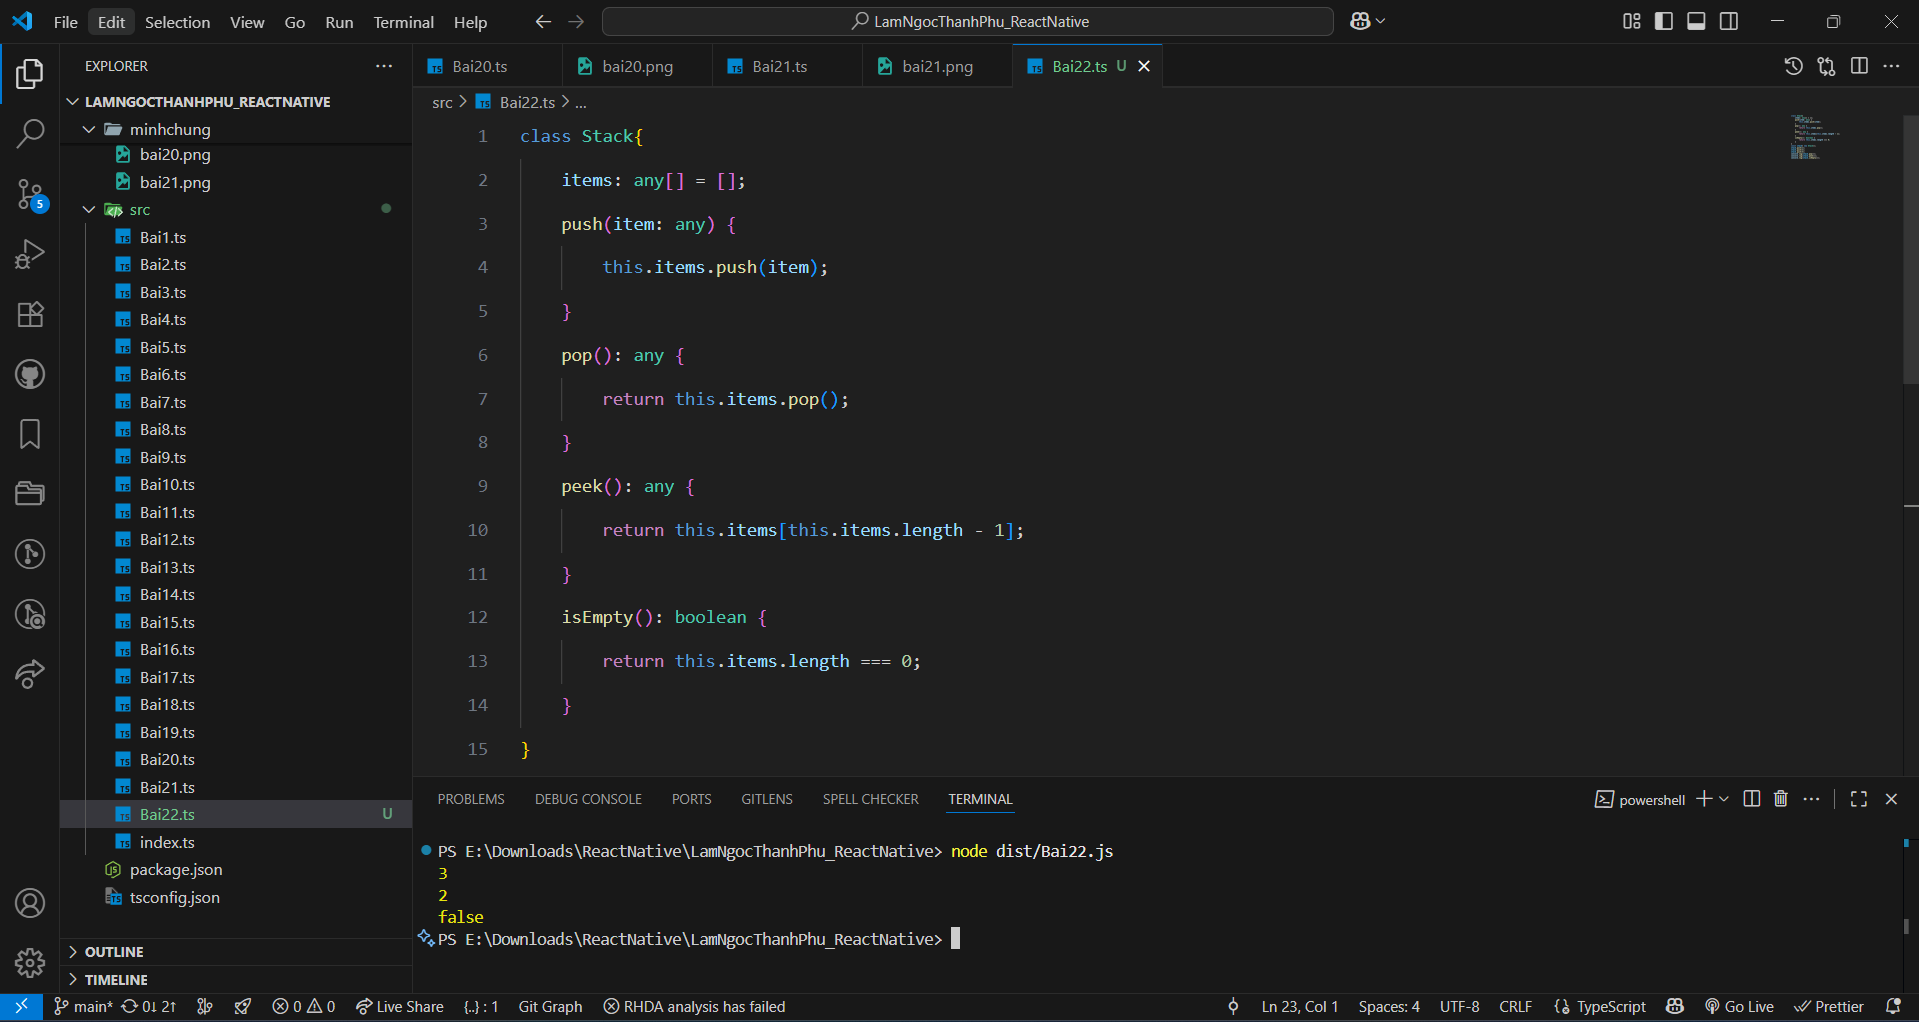 File Edit Selection View Go Run Terminal Help
LamNgocThanhPhu_ReactNative
EXPLORER
LAMNGOCTHANHPHU_REACTNATIVE
minhchung
bai20.png
bai21.png
src
Bai1.ts
Bai2.ts
Bai3.ts
Bai4.ts
Bai5.ts
Bai6.ts
Bai7.ts
Bai8.ts
Bai9.ts
Bai10.ts
Bai11.ts
Bai12.ts
Bai13.ts
Bai14.ts
Bai15.ts
Bai16.ts
Bai17.ts
Bai18.ts
Bai19.ts
Bai20.ts
Bai21.ts
Bai22.ts U
index.ts
package.json
tsconfig.json
OUTLINE
TIMELINE
5
Bai20.ts bai20.png Bai21.ts bai21.png Bai22.ts U
src > Bai22.ts > ...
1 class Stack{
2 items: any[] = [];
3 push(item: any) {
4 this.items.push(item);
5 }
6 pop(): any {
7 return this.items.pop();
8 }
9 peek(): any {
10 return this.items[this.items.length - 1];
11 }
12 isEmpty(): boolean {
13 return this.items.length === 0;
14 }
15 }
PROBLEMS DEBUG CONSOLE PORTS GITLENS SPELL CHECKER TERMINAL
powershell
PS E:\Downloads\ReactNative\LamNgocThanhPhu_ReactNative> node dist/Bai22.js
3
2
false
PS E:\Downloads\ReactNative\LamNgocThanhPhu_ReactNative>
main* 0↓ 2↑ 0 0 Live Share {..} : 1 Git Graph RHDA analysis has failed
Ln 23, Col 1 Spaces: 4 UTF-8 CRLF TypeScript Go Live Prettier